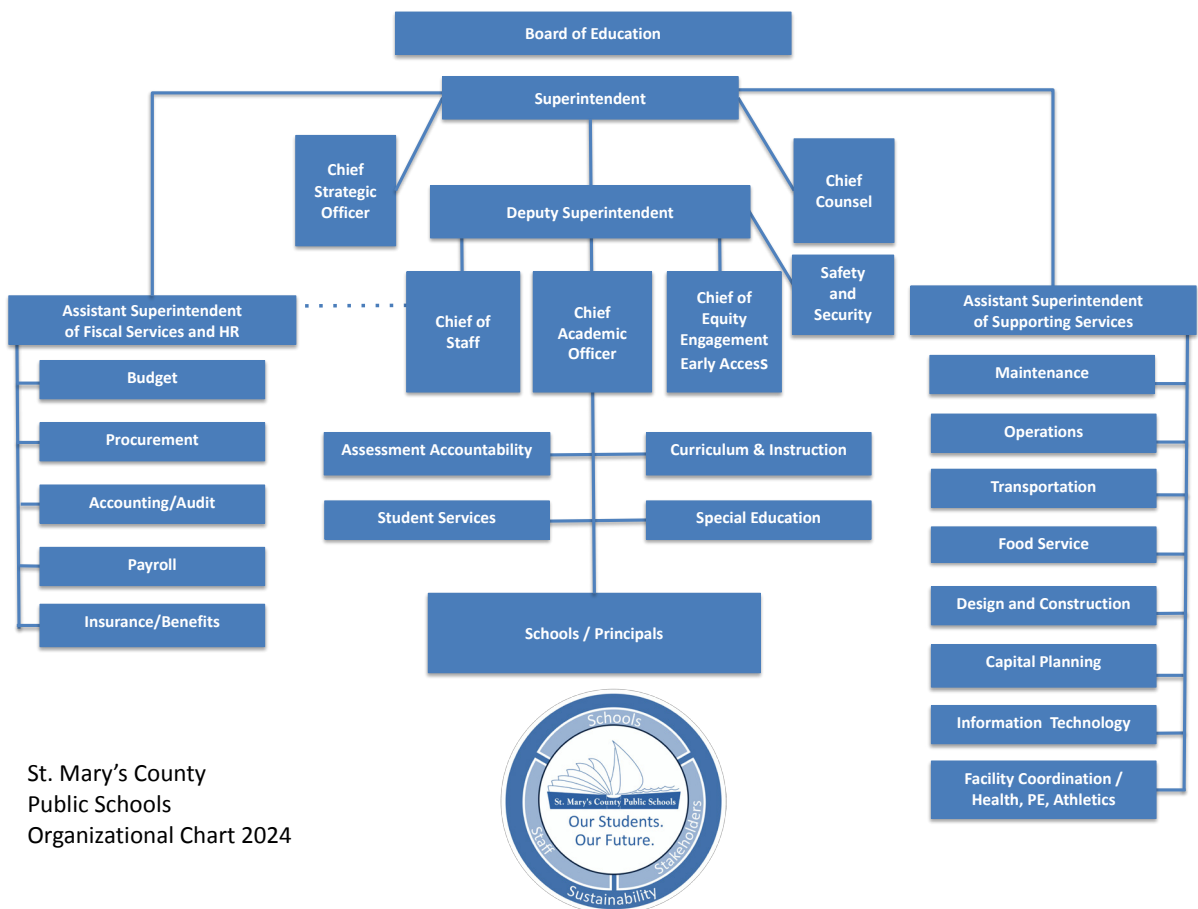 Board of Education
Superintendent
Chief
Strategic
Officer
Chief
Counsel
Deputy Superintendent
Assistant Superintendent
of Fiscal Services and HR
Chief of
Staff
Chief
Academic
Officer
Chief of
Equity
Engagement
Early Access
Safety
and
Security
Assistant Superintendent
of Supporting Services
Budget
Procurement
Accounting/Audit
Payroll
Insurance/Benefits
Assessment Accountability
Curriculum & Instruction
Student Services
Special Education
Schools / Principals
Maintenance
Operations
Transportation
Food Service
Design and Construction
Capital Planning
Information Technology
Facility Coordination /
Health, PE, Athletics
St. Mary’s County
Public Schools
Organizational Chart 2024
Schools
St. Mary's County Public Schools
Our Students.
Our Future.
Staff
Stakeholders
Sustainability